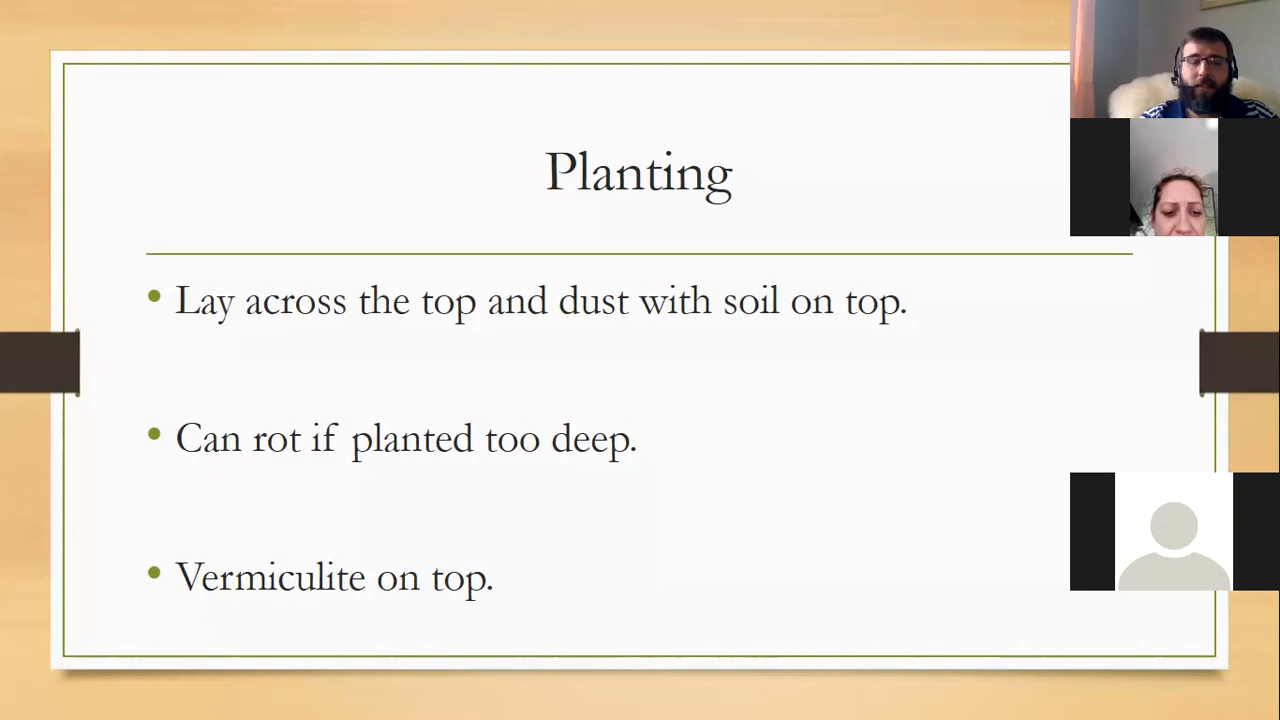 Planting
• Lay across the top and dust with soil on top.
• Can rot if planted too deep.
• Vermiculite on top.